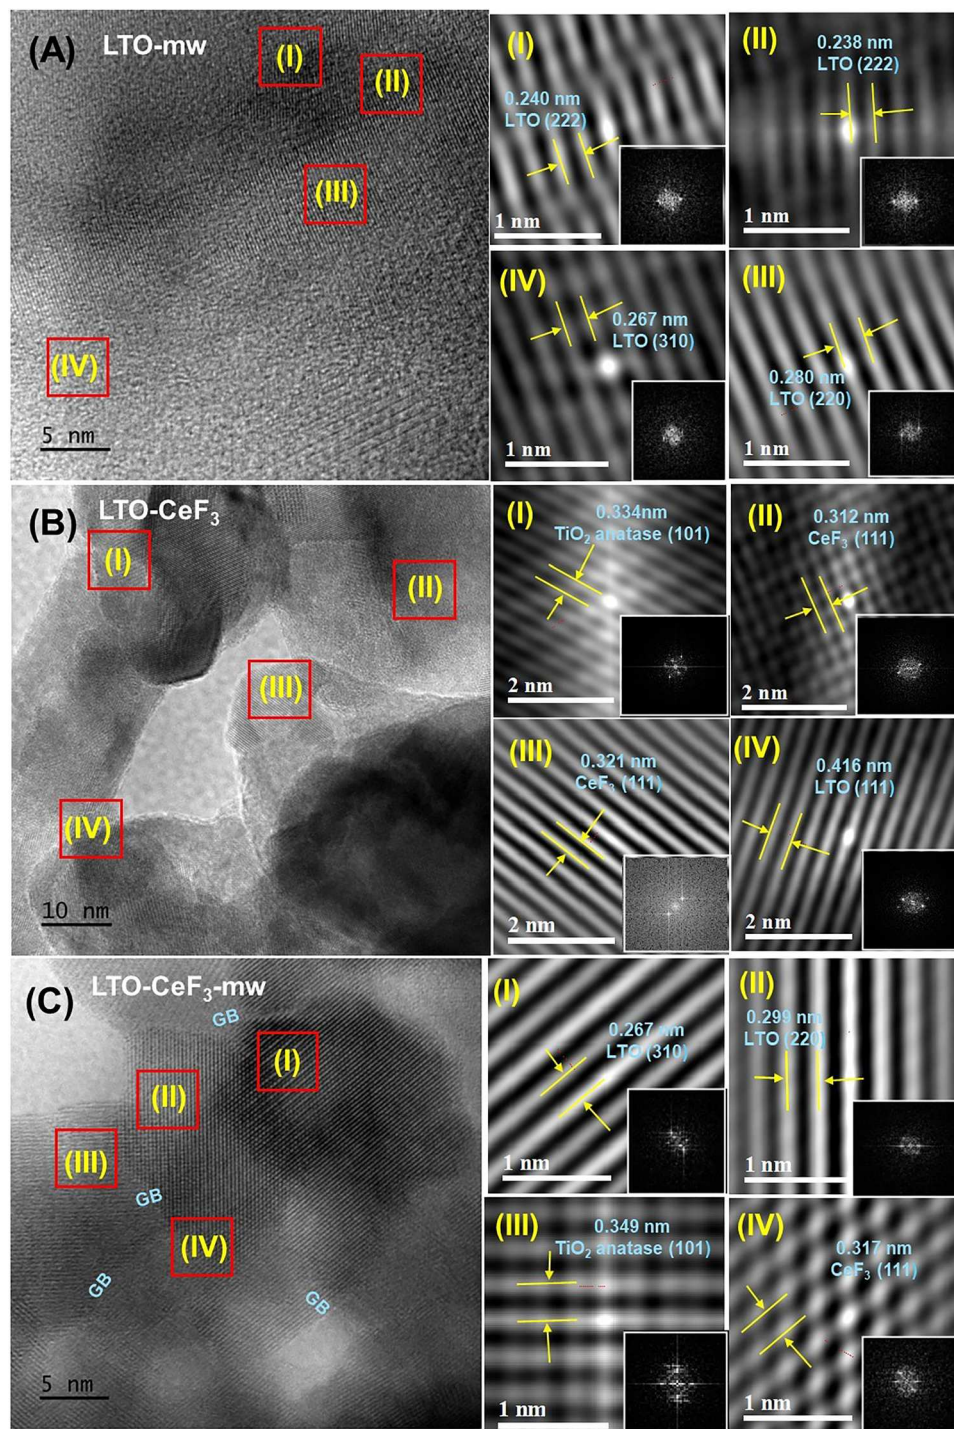 (A)
LTO-mw
(I)
(II)
(III)
(IV)
5 nm
(I)
0.240 nm
LTO (222)
1 nm
(II)
0.238 nm
LTO (222)
1 nm
(IV)
0.267 nm
LTO (310)
1 nm
(III)
0.280 nm
LTO (220)
1 nm
(B)
LTO-CeF₃
(I)
(II)
(III)
(IV)
10 nm
(I)
0.334nm
TiO₂ anatase (101)
2 nm
(II)
0.312 nm
CeF₃ (111)
2 nm
(III)
0.321 nm
CeF₃ (111)
2 nm
(IV)
0.416 nm
LTO (111)
2 nm
(C)
LTO-CeF₃-mw
GB
(I)
(II)
(III)
GB
(IV)
GB
GB
5 nm
(I)
0.267 nm
LTO (310)
1 nm
(II)
0.299 nm
LTO (220)
1 nm
(III)
0.349 nm
TiO₂ anatase (101)
1 nm
(IV)
0.317 nm
CeF₃ (111)
1 nm